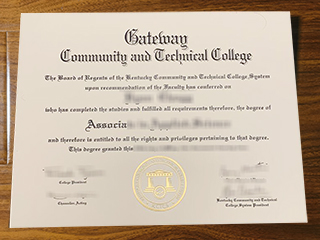 Gateway
Community and Technical College
The Board of Regents of the Kentucky Community and Technical College System
upon recommendation of the Faculty has conferred on
who has completed the studies and fulfilled all requirements therefore, the degree of
and therefore is entitled to all the rights and privileges pertaining to that degree.
This degree granted this
College President
Chancellor, Acting
Kentucky Community and Technical
College System President